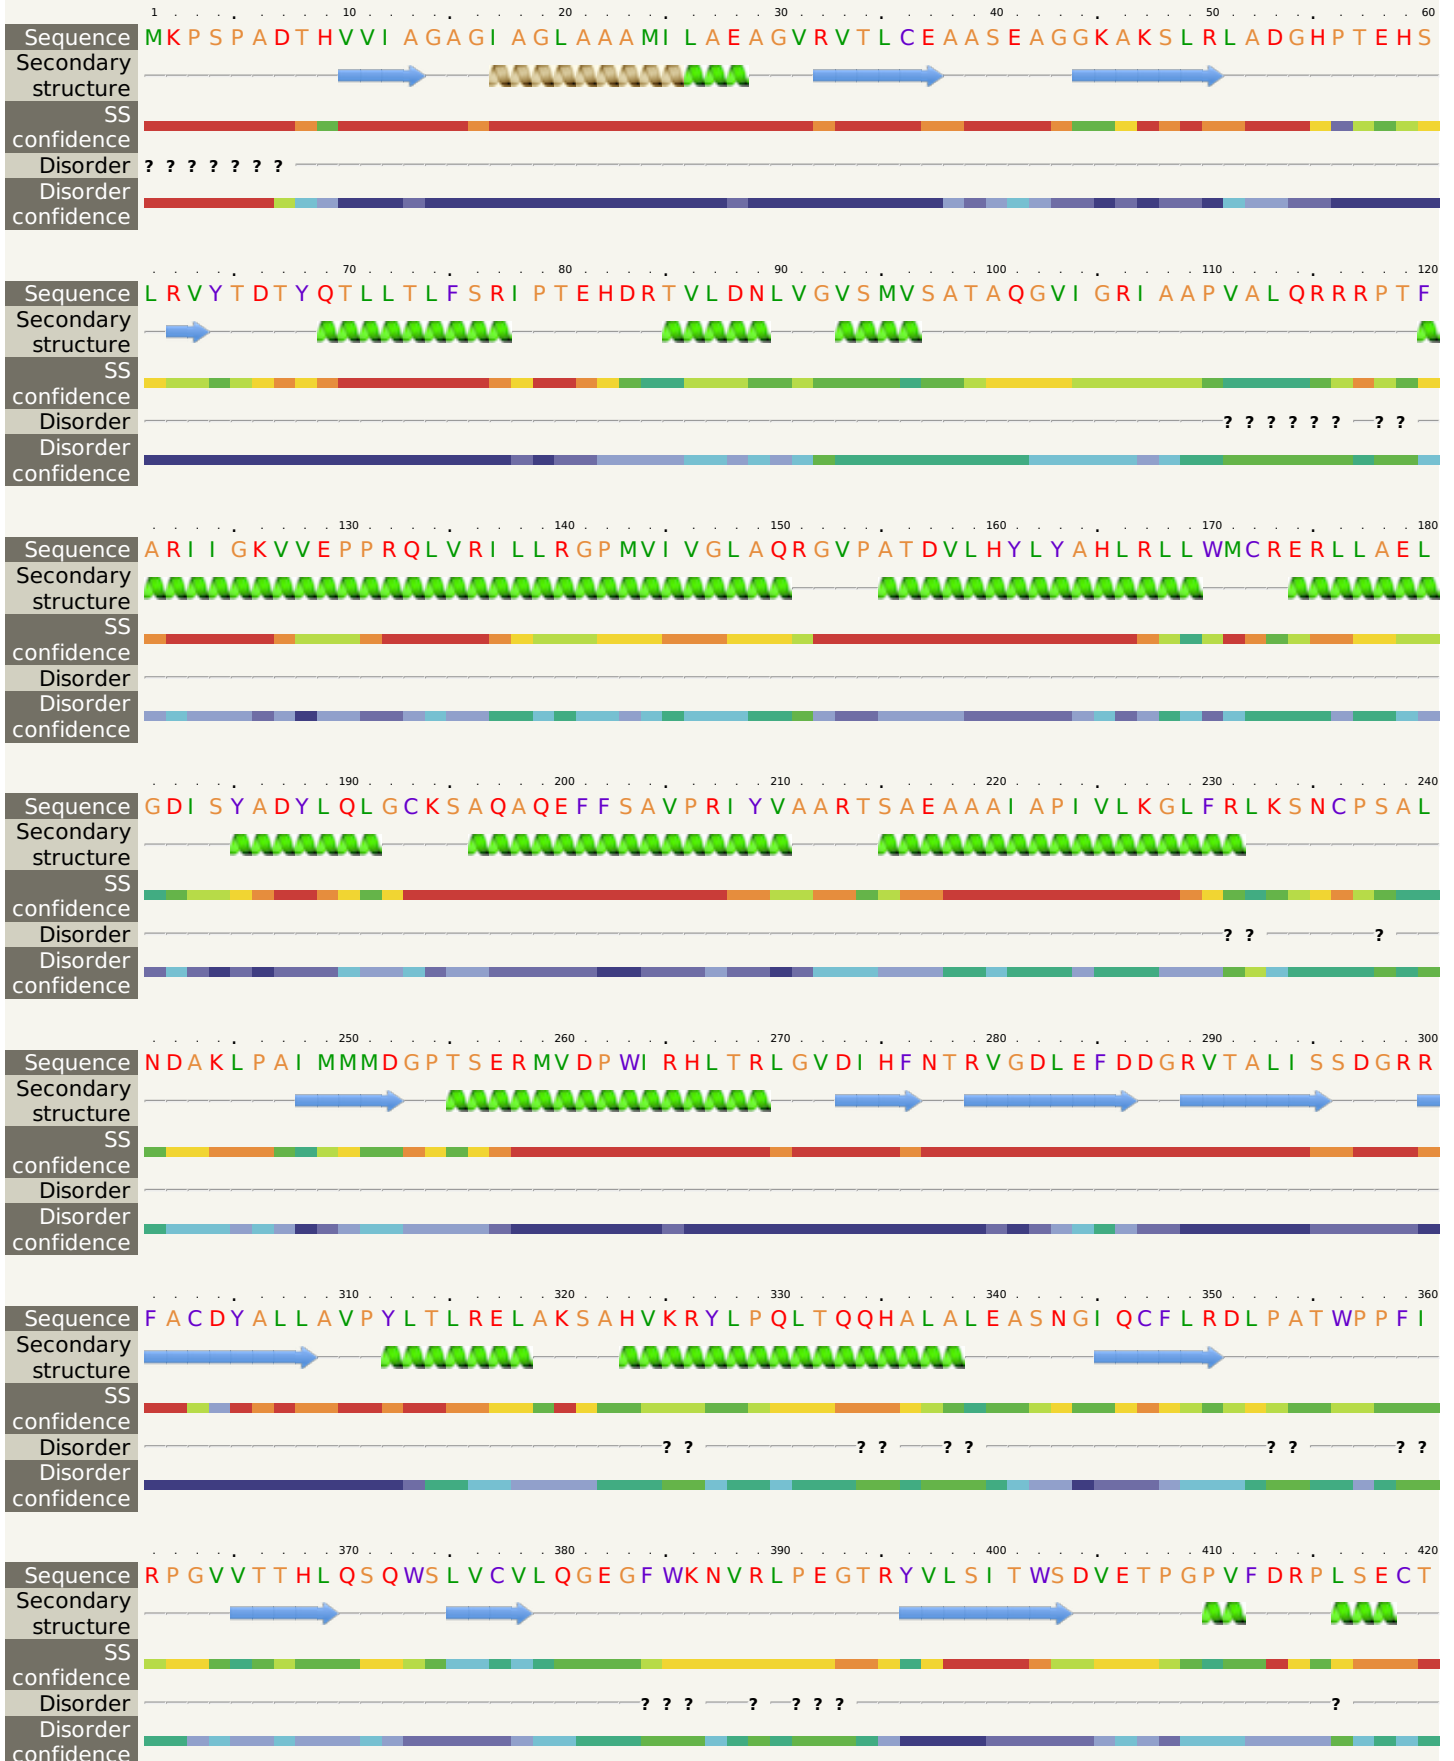 1 10 20 30 40 50 60
Sequence MKPSPADTHVVIAGAGIAGLAAAMILAEAGVRVTLCEAASEAGGKAKSLRLADGHPTEHS
Secondary
structure
SS
confidence
Disorder ? ? ? ? ? ? ?
Disorder
confidence
70 80 90 100 110 120
Sequence LRVYTDTYQTLLTLFSRIPTEHDRTVLDNLVGVSMVSATAQGVIGRIAAPVALQRRRPTF
Secondary
structure
SS
confidence
Disorder ? ? ? ? ? ? ? ?
Disorder
confidence
130 140 150 160 170 180
Sequence ARIIGKVVEPPRQLVRILLRGPMVIVGLAQRGVPATDVLHYLYAHLRLLWMCRERLLAEL
Secondary
structure
SS
confidence
Disorder
Disorder
confidence
190 200 210 220 230 240
Sequence GDISYADYLQLGCKSAQAQEFFSAVPRIYVAARTSAEAAAIAPIVLKGLFRLKSNCPSAL
Secondary
structure
SS
confidence
Disorder ? ? ?
Disorder
confidence
250 260 270 280 290 300
Sequence NDAKLPAIMMMDGPTSERMVDPWIRHLTRLGVDIHFNTRVGDLEFDDGRVTALISSDGRR
Secondary
structure
SS
confidence
Disorder
Disorder
confidence
310 320 330 340 350 360
Sequence FACDYALLAVPYLTLRELAKSAHVKRYLPQLTQQHALALEASNGIQCFLRDLPATWPPFI
Secondary
structure
SS
confidence
Disorder ? ? ? ? ? ? ? ? ? ?
Disorder
confidence
370 380 390 400 410 420
Sequence RPGVVTTHLQSQWSLVCVLQGEGFWKNVRLPEGTRYVLSITWSDVETPGPVFDRPLSECT
Secondary
structure
SS
confidence
Disorder ? ? ? ? ? ? ? ?
Disorder
confidence